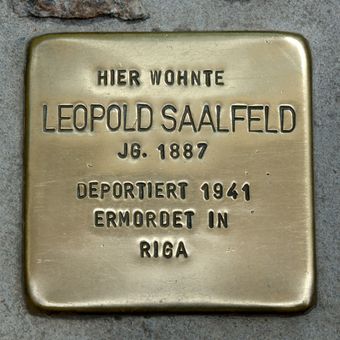 HIER WOHNTE
LEOPOLD SAALFELD
JG. 1887
DEPORTIERT 1941
ERMORDET IN
RIGA